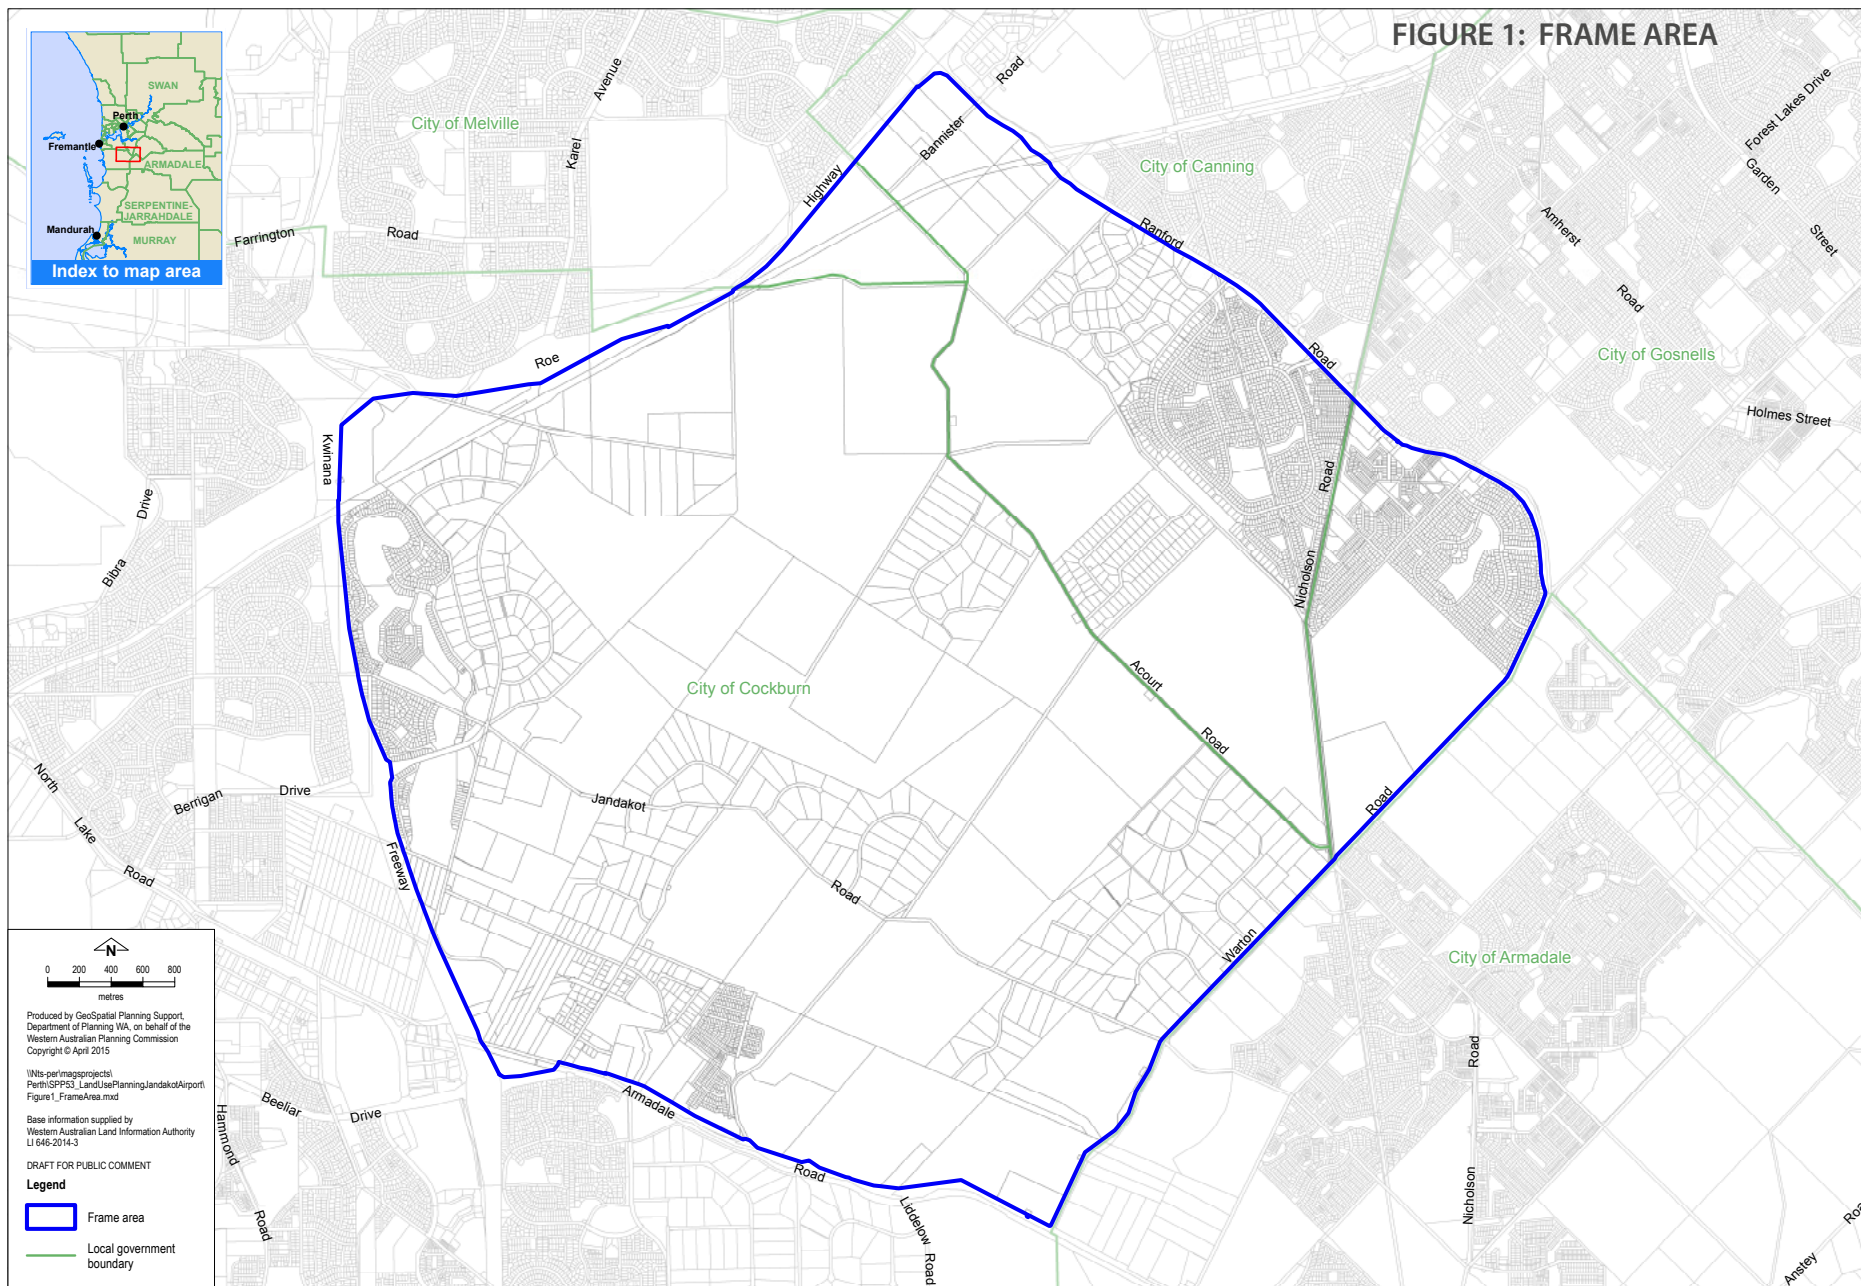 FIGURE 1: FRAME AREA
SWAN
Perth
Fremantle
ARMADALE
SERPENTINE-
JARRAHDALE
Mandurah
MURRAY
Index to map area
City of Melville
Avenue
Karel
Road
Bannister
Highway
City of Canning
Forest Lakes Drive
Garden
Street
Amherst
Road
Farrington
Road
Ranford
Road
City of Gosnells
Holmes Street
Roe
Kwinana
Bibra
Drive
Road
Nicholson
City of Cockburn
Acourt
Road
North
Lake
Road
Berrigan
Drive
Jandakot
Road
Freeway
Road
Warton
City of Armadale
Road
Nicholson
Armadale
Road
Liddelow
Road
Beeliar
Drive
Hammond
Road
Anstey
Roa
N
0 200 400 600 800
metres
Produced by GeoSpatial Planning Support,
Department of Planning WA, on behalf of the
Western Australian Planning Commission
Copyright © April 2015
\\Nts-per\magsprojects\
Perth\SPP53_LandUsePlanningJandakotAirport\
Figure1_FrameArea.mxd
Base information supplied by
Western Australian Land Information Authority
LI 646-2014-3
DRAFT FOR PUBLIC COMMENT
Legend
Frame area
Local government
boundary